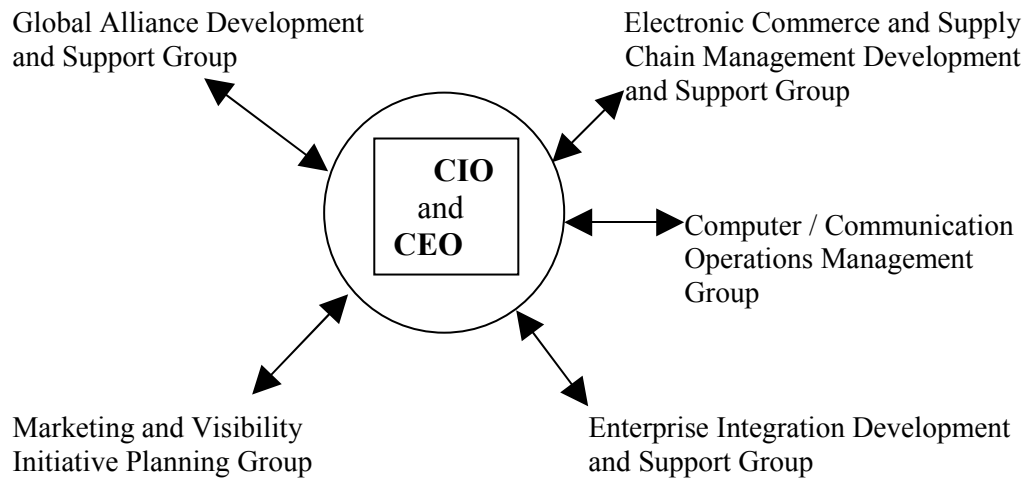 Global Alliance Development
and Support Group
Electronic Commerce and Supply
Chain Management Development
and Support Group
CIO
and
CEO
Computer / Communication
Operations Management
Group
Marketing and Visibility
Initiative Planning Group
Enterprise Integration Development
and Support Group